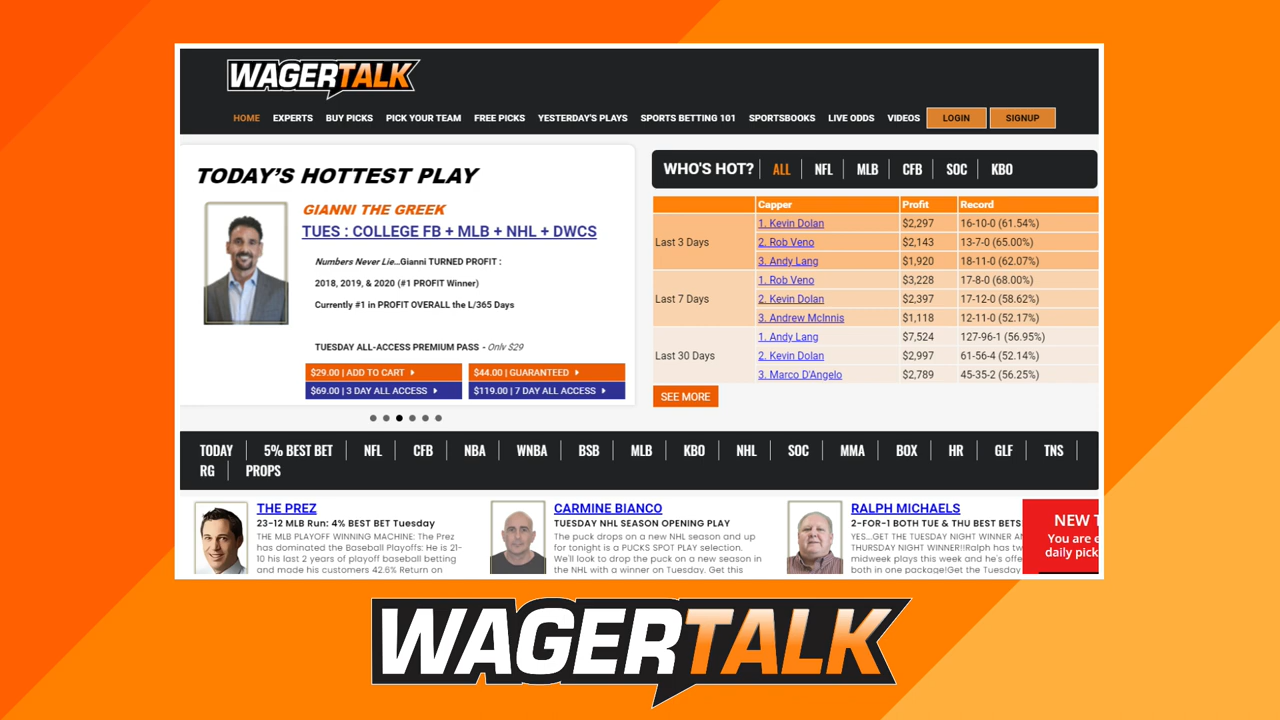 WAGERTALK
HOME EXPERTS BUY PICKS PICK YOUR TEAM FREE PICKS YESTERDAY'S PLAYS SPORTS BETTING 101 SPORTSBOOKS LIVE ODDS VIDEOS LOGIN SIGNUP
TODAY'S HOTTEST PLAY
GIANNI THE GREEK
TUES : COLLEGE FB + MLB + NHL + DWCS
Numbers Never Lie...Gianni TURNED PROFIT :
2018, 2019, & 2020 (#1 PROFIT Winner)
Currently #1 in PROFIT OVERALL the L/365 Days
TUESDAY ALL-ACCESS PREMIUM PASS - Only $29
$29.00 | ADD TO CART
$44.00 | GUARANTEED
$69.00 | 3 DAY ALL ACCESS
$119.00 | 7 DAY ALL ACCESS
WHO'S HOT? ALL NFL MLB CFB SOC KBO
Capper Profit Record
Last 3 Days
1. Kevin Dolan $2,297 16-10-0 (61.54%)
2. Rob Veno $2,143 13-7-0 (65.00%)
3. Andy Lang $1,920 18-11-0 (62.07%)
Last 7 Days
1. Rob Veno $3,228 17-8-0 (68.00%)
2. Kevin Dolan $2,397 17-12-0 (58.62%)
3. Andrew McInnis $1,118 12-11-0 (52.17%)
Last 30 Days
1. Andy Lang $7,524 127-96-1 (56.95%)
2. Kevin Dolan $2,997 61-56-4 (52.14%)
3. Marco D'Angelo $2,789 45-35-2 (56.25%)
SEE MORE
TODAY 5% BEST BET NFL CFB NBA WNBA BSB MLB KBO NHL SOC MMA BOX HR GLF TNS
RG PROPS
THE PREZ
23-12 MLB Run: 4% BEST BET Tuesday
THE MLB PLAYOFF WINNING MACHINE: The Prez
has dominated the Baseball Playoffs: He is 21-
10 his last 2 years of playoff baseball betting
and made his customers 42.6% Return on
CARMINE BIANCO
TUESDAY NHL SEASON OPENING PLAY
The puck drops on a new NHL season and up
for tonight is a PUCKS SPOT PLAY selection.
We'll look to drop the puck on a new season in
the NHL with a winner on Tuesday. Get this
RALPH MICHAELS
2-FOR-1 BOTH TUE & THU BEST BETS
YES...GET THE TUESDAY NIGHT WINNER AN
THURSDAY NIGHT WINNER!!Ralph has tw
midweek plays this week and he's offe
both in one package!Get the Tuesday
NEW
You are
daily pick
WAGERTALK